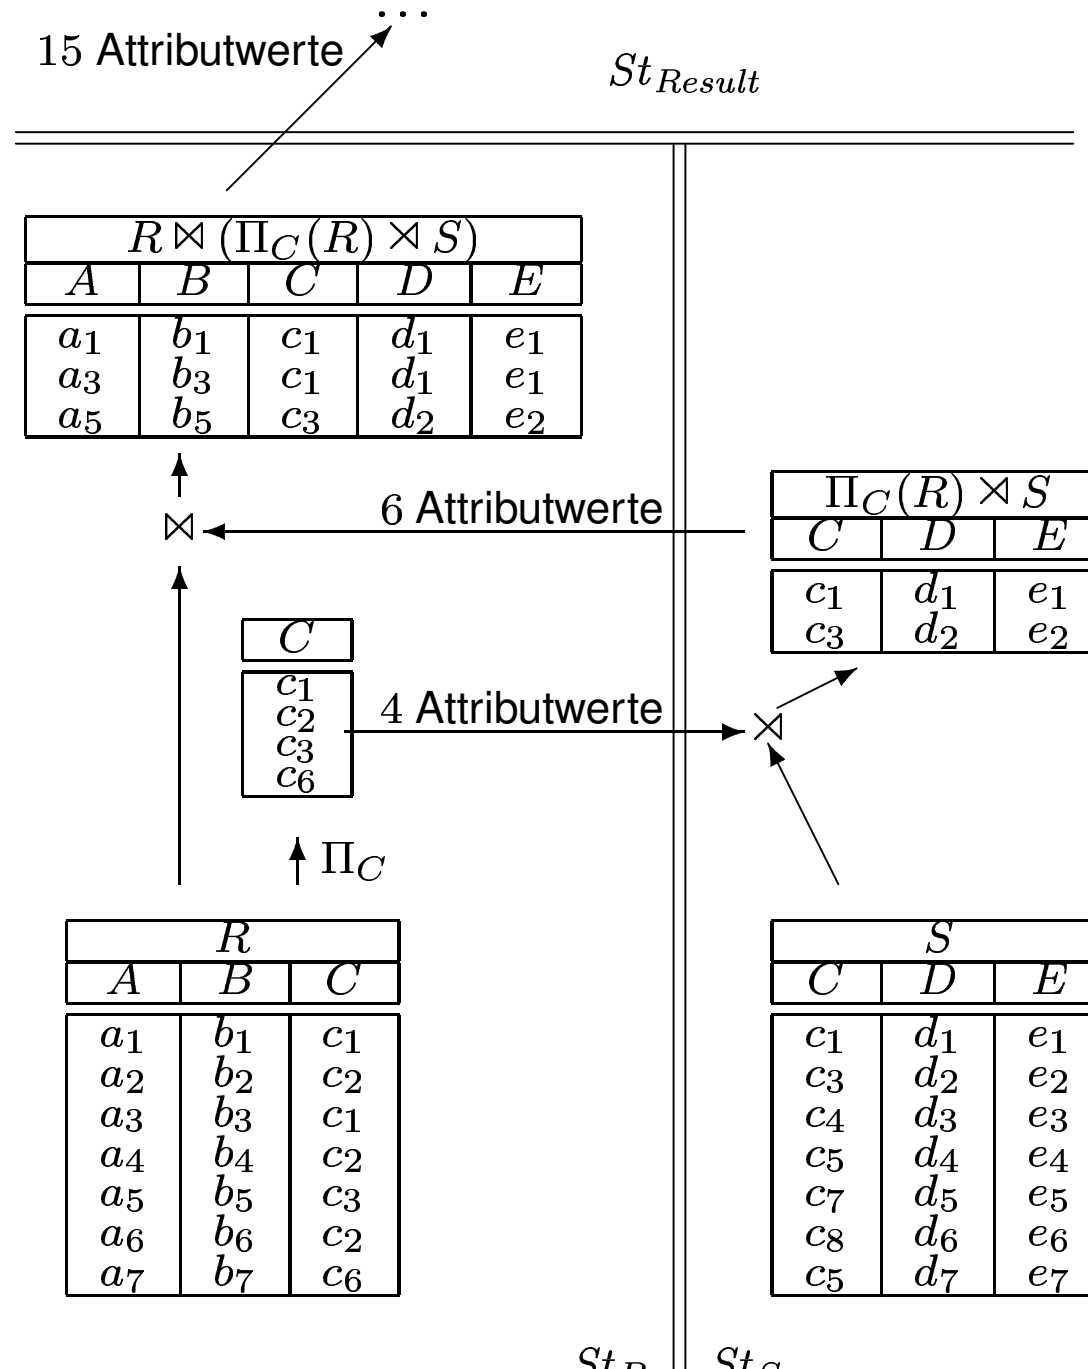 ...
15 Attributwerte
St_Result
R ⋈ (Π_C(R) ⋊ S)
A B C D E
a₁ b₁ c₁ d₁ e₁
a₃ b₃ c₁ d₁ e₁
a₅ b₅ c₃ d₂ e₂
6 Attributwerte
⋈
Π_C(R) ⋊ S
C D E
c₁ d₁ e₁
c₃ d₂ e₂
C
c₁
c₂
c₃
c₆
4 Attributwerte
⋊
Π_C
R
A B C
a₁ b₁ c₁
a₂ b₂ c₂
a₃ b₃ c₁
a₄ b₄ c₂
a₅ b₅ c₃
a₆ b₆ c₂
a₇ b₇ c₆
S
C D E
c₁ d₁ e₁
c₃ d₂ e₂
c₄ d₃ e₃
c₅ d₄ e₄
c₇ d₅ e₅
c₈ d₆ e₆
c₅ d₇ e₇
St_R
St_S